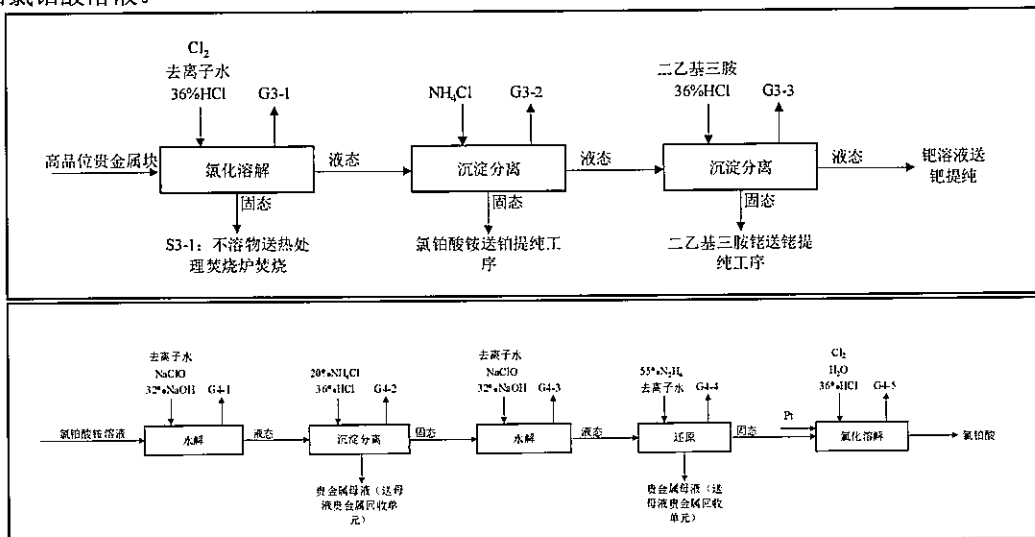 Cl₂
去离子水
36%HCl
G3-1
NH₄Cl
G3-2
二乙基三胺
36%HCl
G3-3
高品位贵金属块
氯化溶解
液态
沉淀分离
液态
沉淀分离
液态
钯溶液送
钯提纯
固态
固态
固态
S3-1：不溶物送热处
理焚烧炉焚烧
氯铂酸铵送铂提纯工
序
二乙基三胺铑送铑提
纯工序
去离子水
NaClO
32%NaOH
G4-1
20%NH₄Cl
36%HCl
G4-2
去离子水
NaClO
32%NaOH
G4-3
55%N₂H₄
去离子水
G4-4
Cl₂
H₂O
36%HCl
G4-5
Pt
氯铂酸铵溶液
水解
液态
沉淀分离
固态
水解
液态
还原
固态
氯化溶解
氯铂酸
贵金属母液（送母
液贵金属回收单
元）
贵金属母液（送
母液贵金属回收
单元）